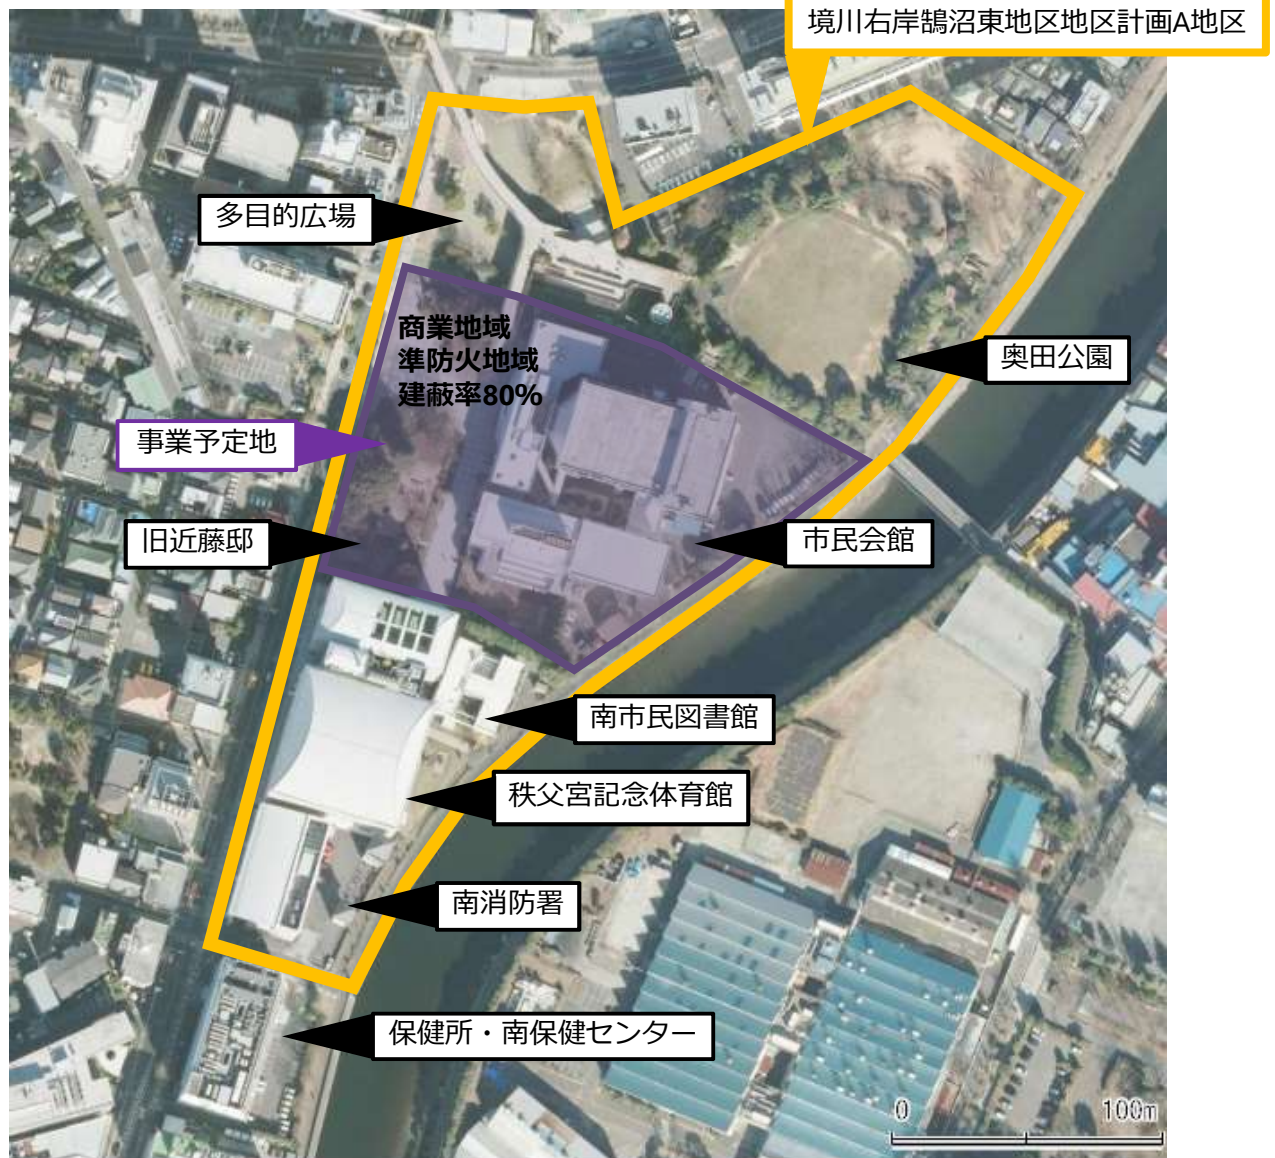 境川右岸鵠沼東地区地区計画A地区
多目的広場
商業地域
準防火地域
建蔽率80%
奥田公園
事業予定地
旧近藤邸
市民会館
南市民図書館
秩父宮記念体育館
南消防署
保健所・南保健センター
0 100m